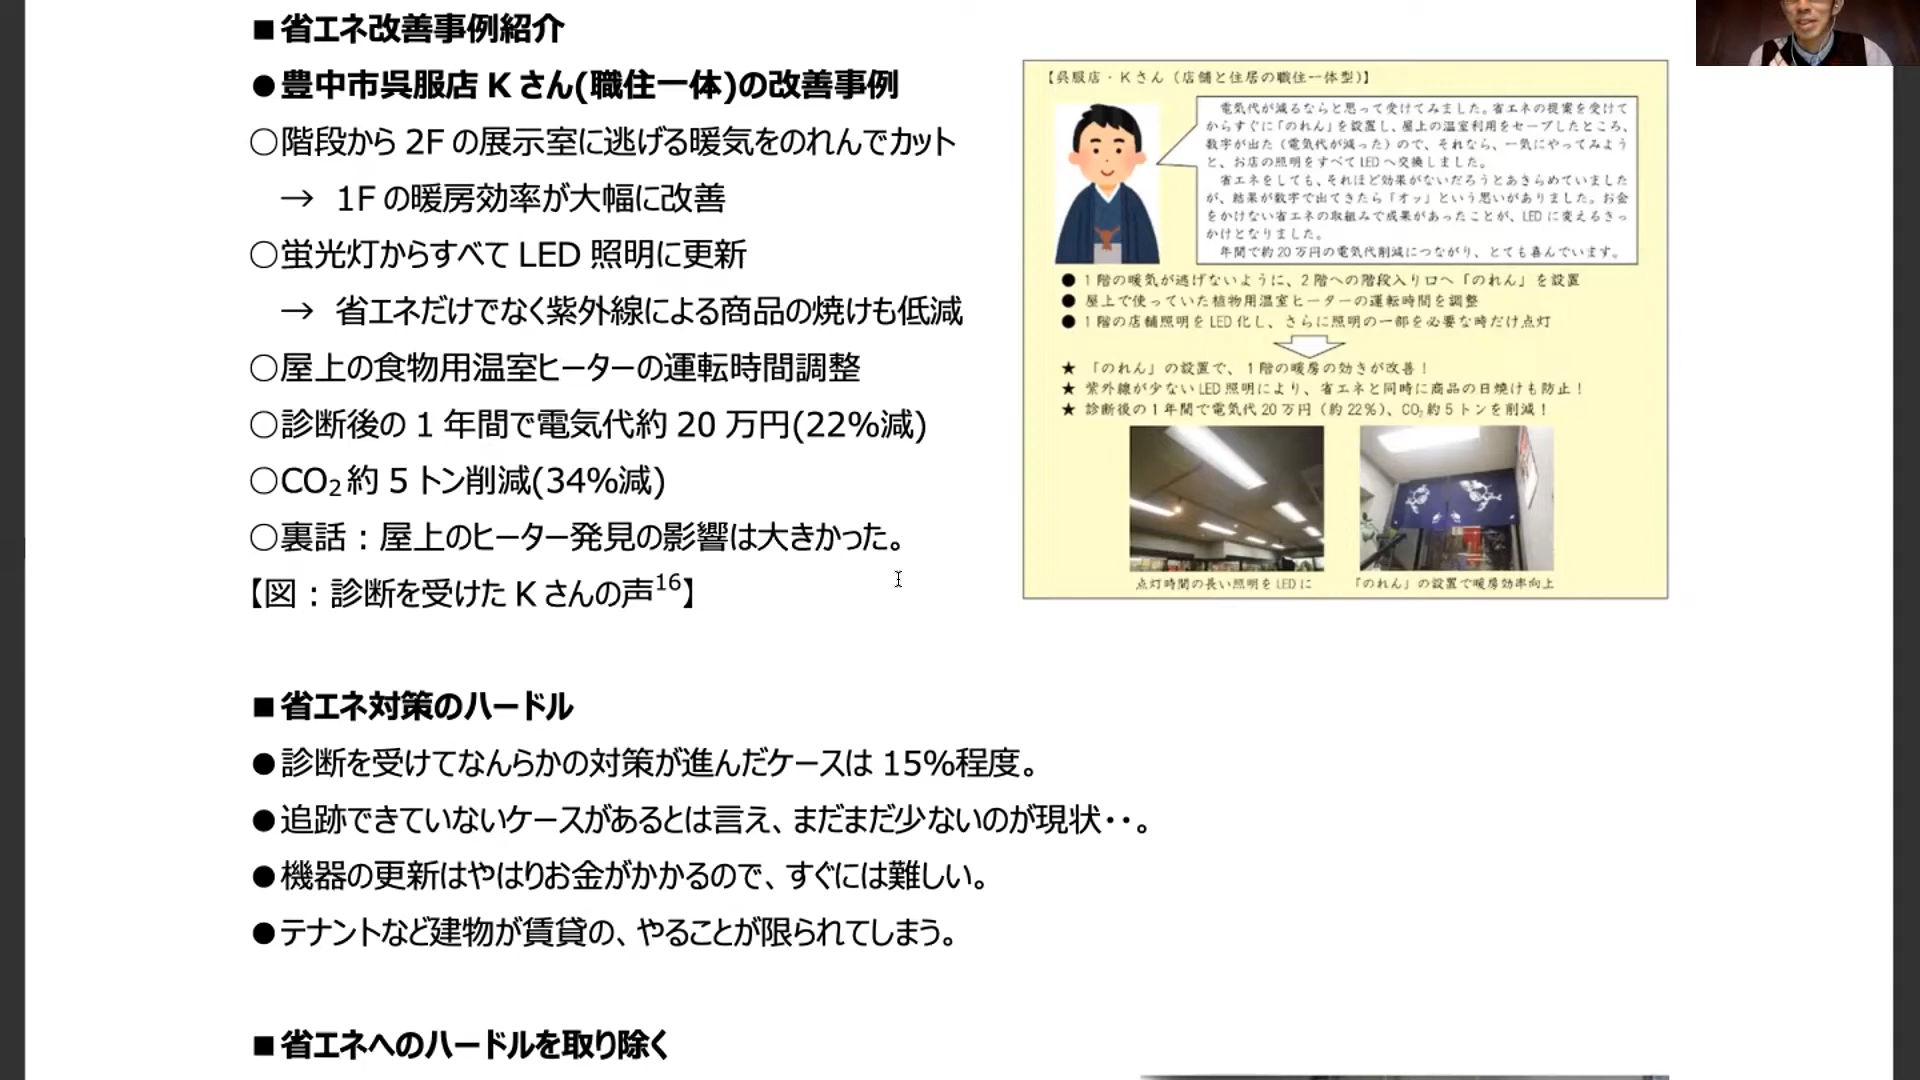 ■省エネ改善事例紹介
●豊中市呉服店Kさん(職住一体)の改善事例
○階段から2Fの展示室に逃げる暖気をのれんでカット
→ 1Fの暖房効率が大幅に改善
○蛍光灯からすべてLED照明に更新
→ 省エネだけでなく紫外線による商品の焼けも低減
○屋上の食物用温室ヒーターの運転時間調整
○診断後の1年間で電気代約20万円(22%減)
○CO₂約5トン削減(34%減)
○裏話：屋上のヒーター発見の影響は大きかった。
【図：診断を受けたKさんの声16】
【呉服店・Kさん（店舗と住居の職住一体型）】
電気代が減るならと思って受けてみました。省エネの提案を受けて
からすぐに「のれん」を設置し、屋上の温室利用をセーブしたところ、
数字が出た（電気代が減った）ので、それなら、一気にやってみよう
と、お店の照明をすべてLEDへ交換しました。
省エネをしても、それほど効果がないだろうとあきらめていました
が、結果が数字で出てきたら「オッ」という思いがありました。お金
をかけない省エネの取組みで成果があったことが、LEDに変えるきっ
かけとなりました。
年間で約20万円の電気代削減につながり、とても喜んでいます。
●1階の暖気が逃げないように、2階への階段入り口へ「のれん」を設置
●屋上で使っていた植物用温室ヒーターの運転時間を調整
●1階の店舗照明をLED化し、さらに照明の一部を必要な時だけ点灯
★「のれん」の設置で、1階の暖房の効きが改善！
★紫外線が少ないLED照明により、省エネと同時に商品の日焼けも防止！
★診断後の1年間で電気代20万円（約22%）、CO₂約5トンを削減！
点灯時間の長い照明をLEDに
「のれん」の設置で暖房効率向上
■省エネ対策のハードル
●診断を受けてなんらかの対策が進んだケースは15%程度。
●追跡できていないケースがあるとは言え、まだまだ少ないのが現状・・。
●機器の更新はやはりお金がかかるので、すぐには難しい。
●テナントなど建物が賃貸の、やることが限られてしまう。
■省エネへのハードルを取り除く